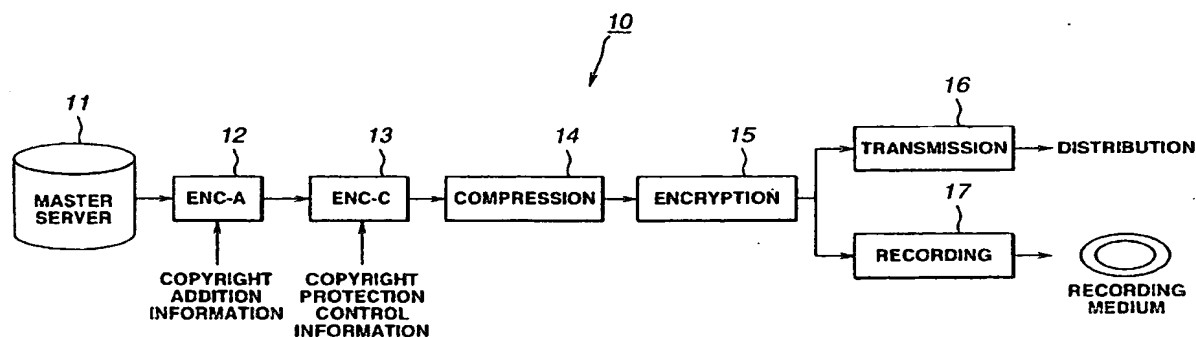 10
11
12
13
14
15
16
17
MASTER
SERVER
ENC-A
ENC-C
COMPRESSION
ENCRYPTION
TRANSMISSION
DISTRIBUTION
RECORDING
RECORDING
MEDIUM
COPYRIGHT
ADDITION
INFORMATION
COPYRIGHT
PROTECTION
CONTROL
INFORMATION